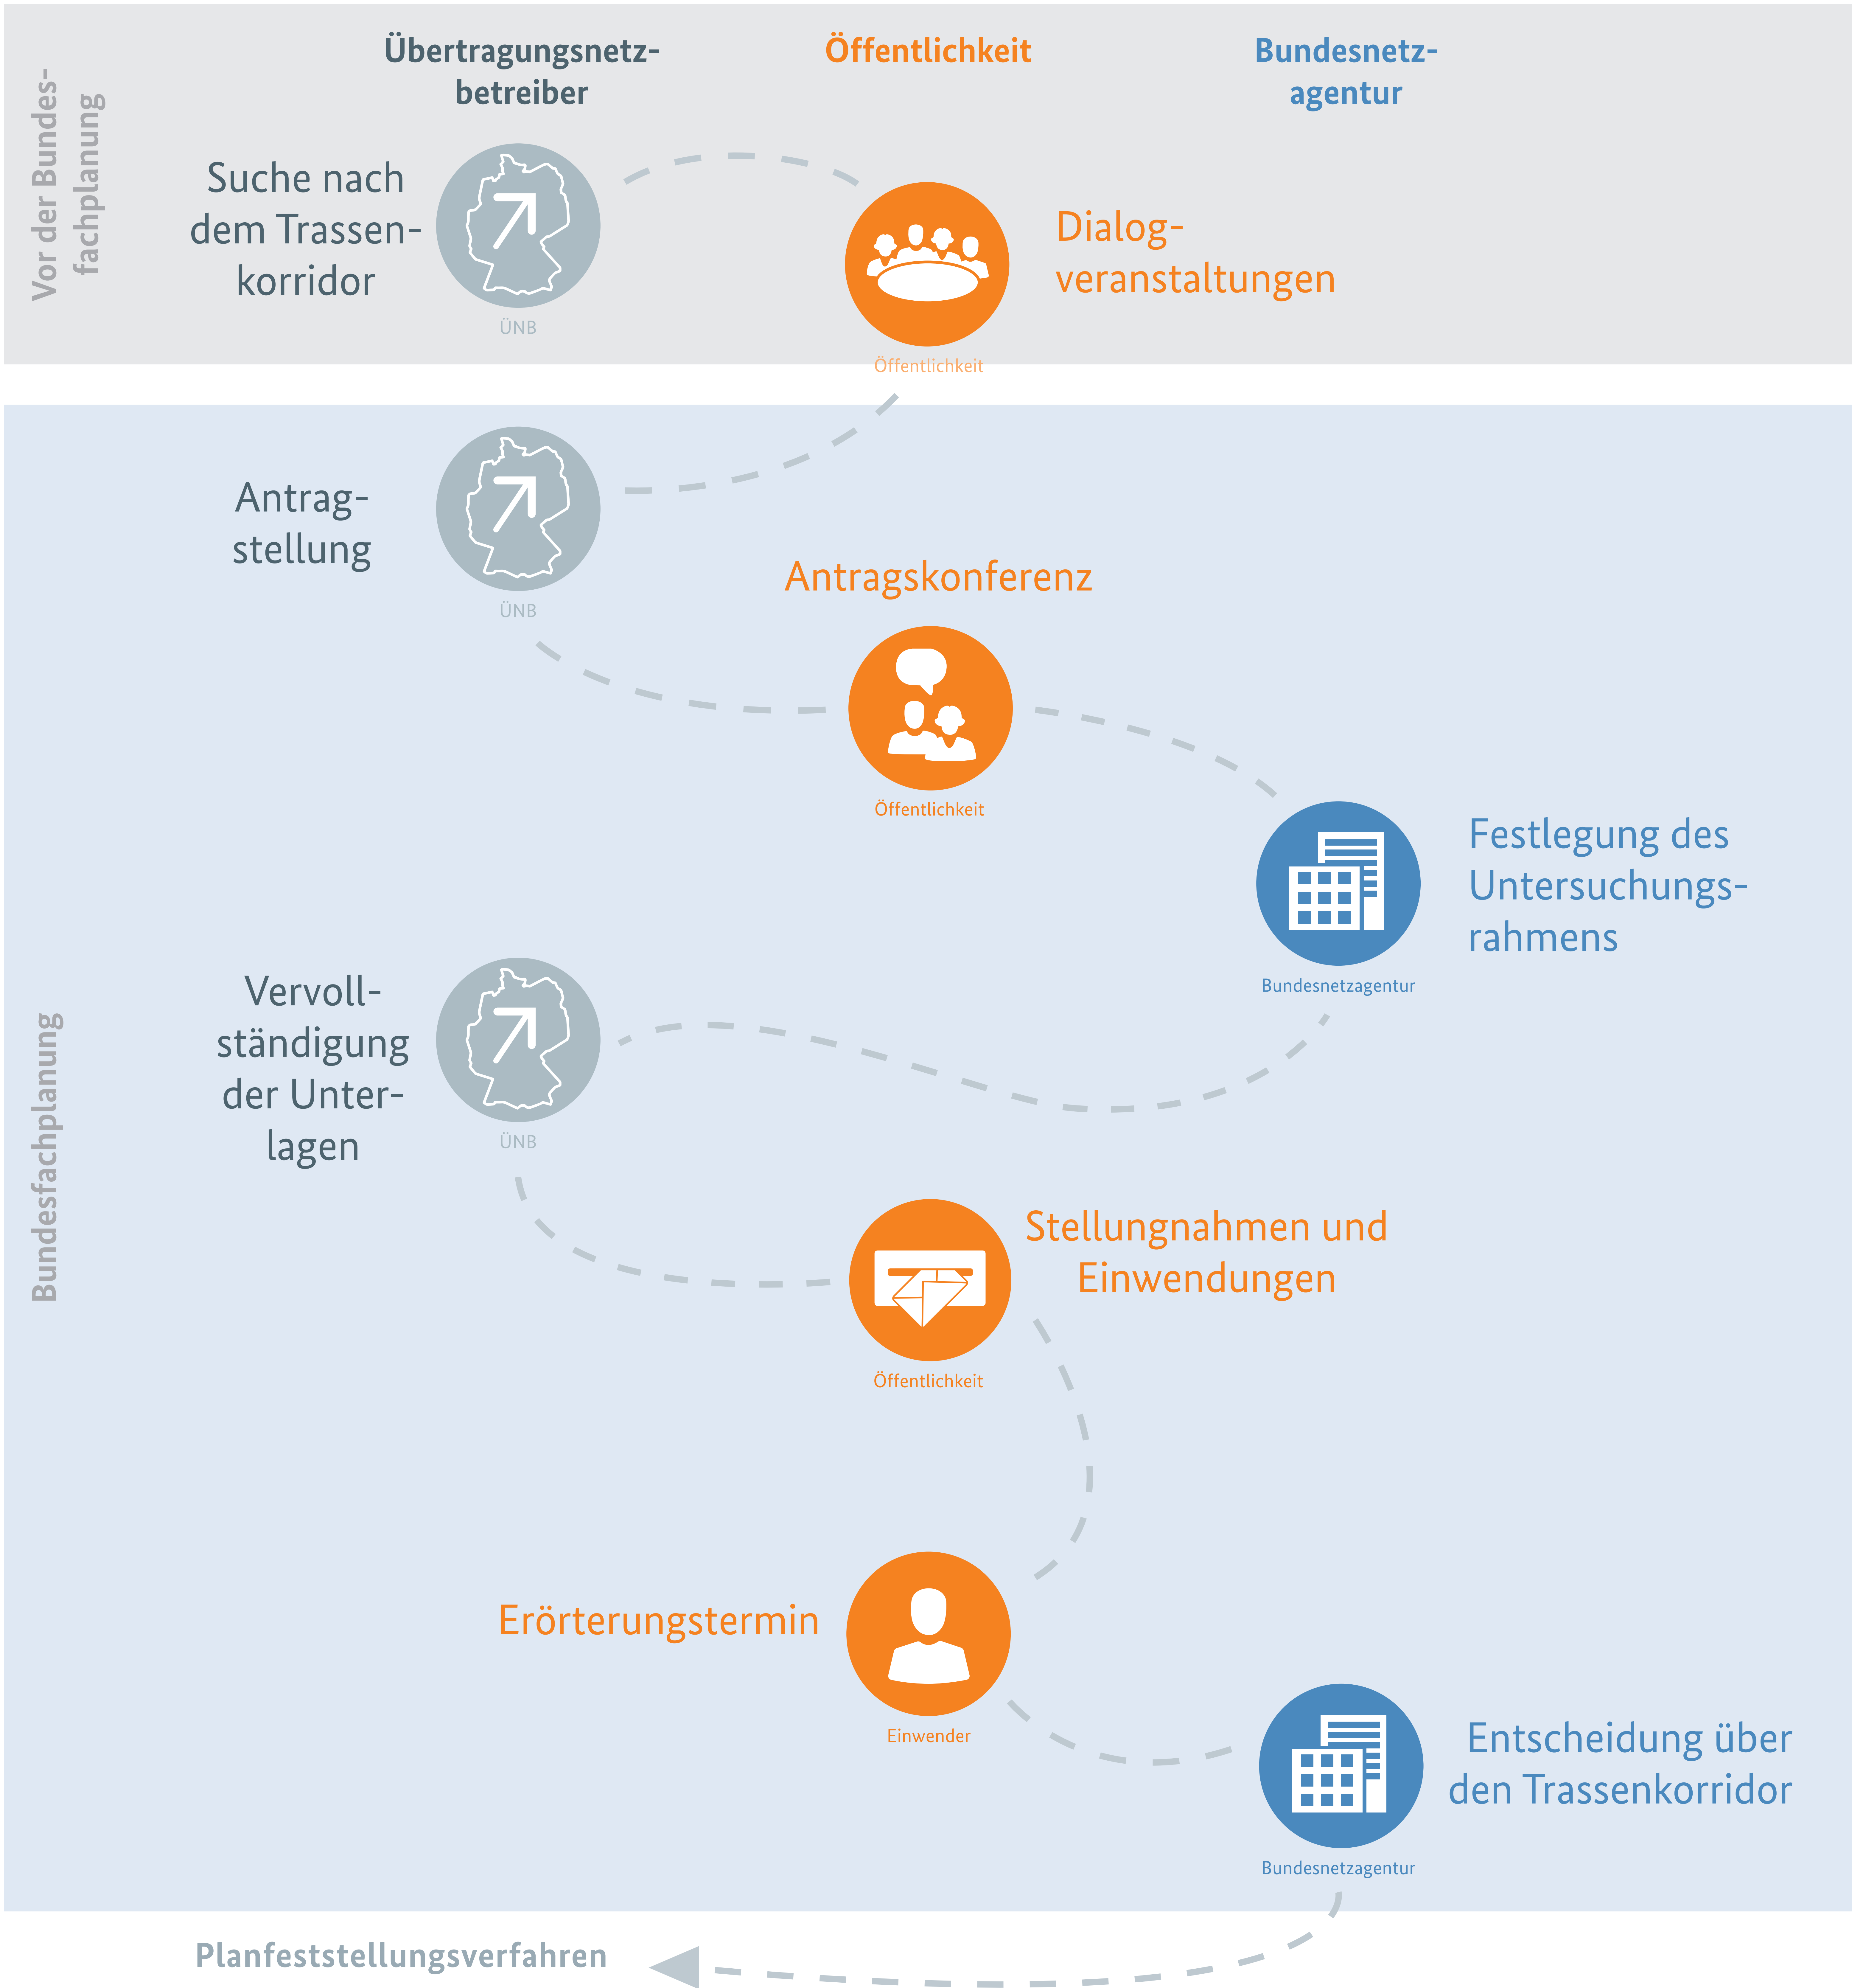 Übertragungsnetz-
betreiber
Öffentlichkeit
Bundesnetz-
agentur
Vor der Bundes-
fachplanung
Suche nach
dem Trassen-
korridor
ÜNB
Dialog-
veranstaltungen
Öffentlichkeit
Bundesfachplanung
Antrag-
stellung
ÜNB
Antragskonferenz
Öffentlichkeit
Festlegung des
Untersuchungs-
rahmens
Bundesnetzagentur
Vervoll-
ständigung
der Unter-
lagen
ÜNB
Stellungnahmen und
Einwendungen
Öffentlichkeit
Erörterungstermin
Einwender
Entscheidung über
den Trassenkorridor
Bundesnetzagentur
Planfeststellungsverfahren